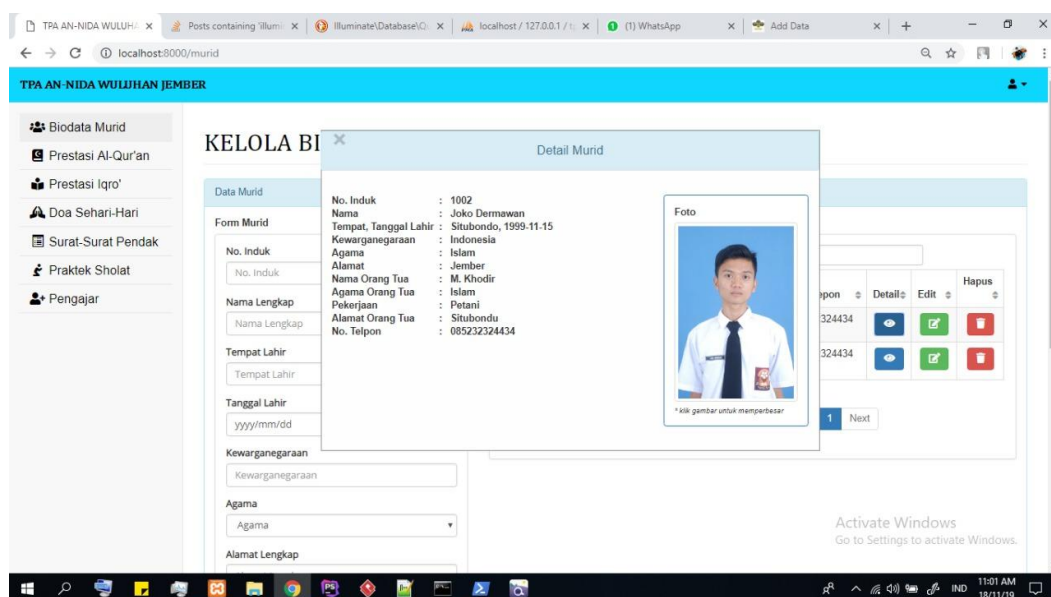 TPA AN-NIDA WULUHA
Posts containing 'illumin
Illuminate\Database\Qu
localhost / 127.0.0.1 / t
(1) WhatsApp
Add Data
localhost:8000/murid
TPA AN-NIDA WULUHAN JEMBER
Biodata Murid
Prestasi Al-Qur'an
Prestasi Iqro'
Doa Sehari-Hari
Surat-Surat Pendak
Praktek Sholat
Pengajar
KELOLA BI
Data Murid
Form Murid
No. Induk
No. Induk
Nama Lengkap
Nama Lengkap
Tempat Lahir
Tempat Lahir
Tanggal Lahir
yyyy/mm/dd
Kewarganegaraan
Kewarganegaraan
Agama
Agama
Alamat Lengkap
Detail Murid
No. Induk : 1002
Nama : Joko Dermawan
Tempat, Tanggal Lahir : Situbondo, 1999-11-15
Kewarganegaraan : Indonesia
Agama : Islam
Alamat : Jember
Nama Orang Tua : M. Khodir
Agama Orang Tua : Islam
Pekerjaan : Petani
Alamat Orang Tua : Situbondu
No. Telpon : 085232324434
Foto
* klik gambar untuk memperbesar
epon Detail Edit Hapus
324434
324434
1 Next
Activate Windows
Go to Settings to activate Windows.
IND
11:01 AM
18/11/19